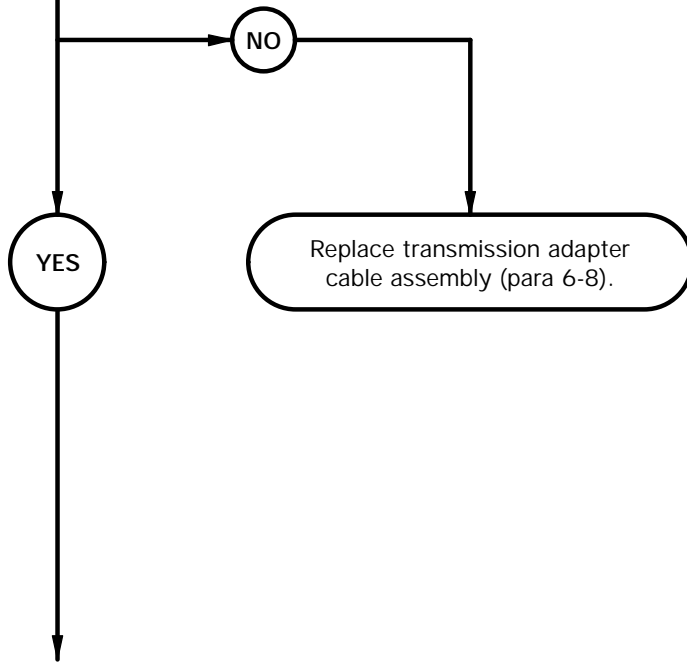 NO
YES
Replace transmission adapter
cable assembly (para 6-8).